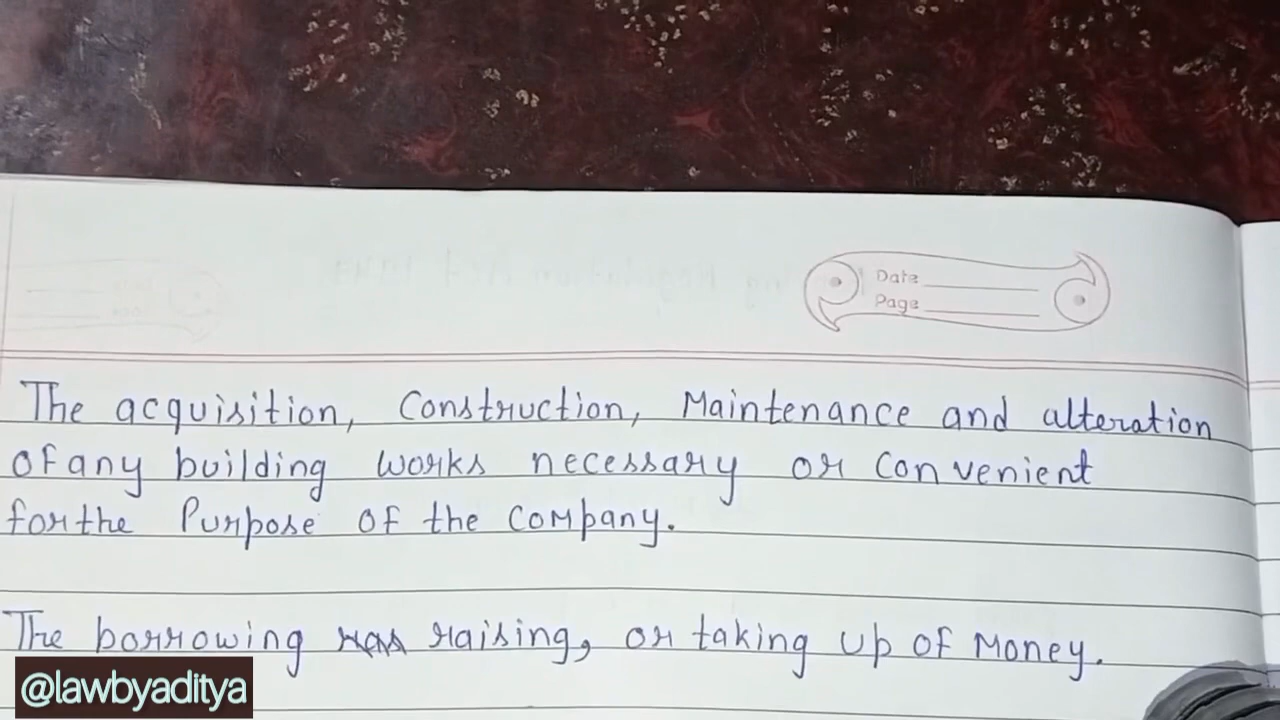 Date
Page
The acquisition, Construction, Maintenance and alteration
Of any building works necessary or convenient
for the Purpose Of the Company.
The borrowing raising, or taking up of Money.
@lawbyaditya